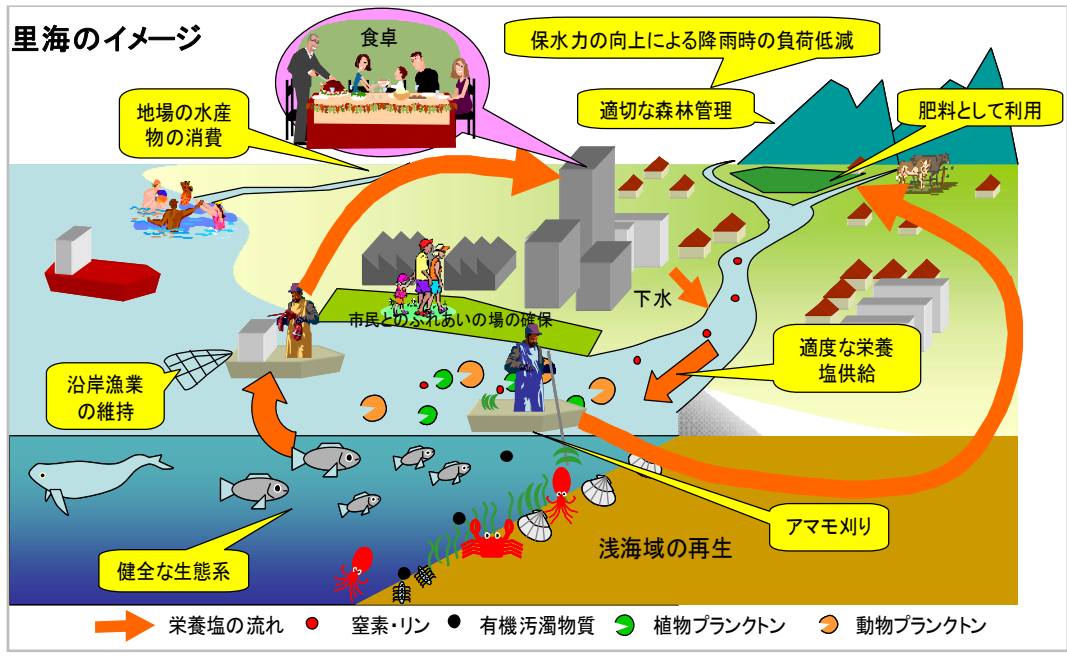 里海のイメージ
食卓
保水力の向上による降雨時の負荷低減
地場の水産
物の消費
適切な森林管理
肥料として利用
下水
市民とのふれあいの場の確保
適度な栄養
塩供給
沿岸漁業
の維持
アマモ刈り
浅海域の再生
健全な生態系
栄養塩の流れ
窒素・リン
有機汚濁物質
植物プランクトン
動物プランクトン